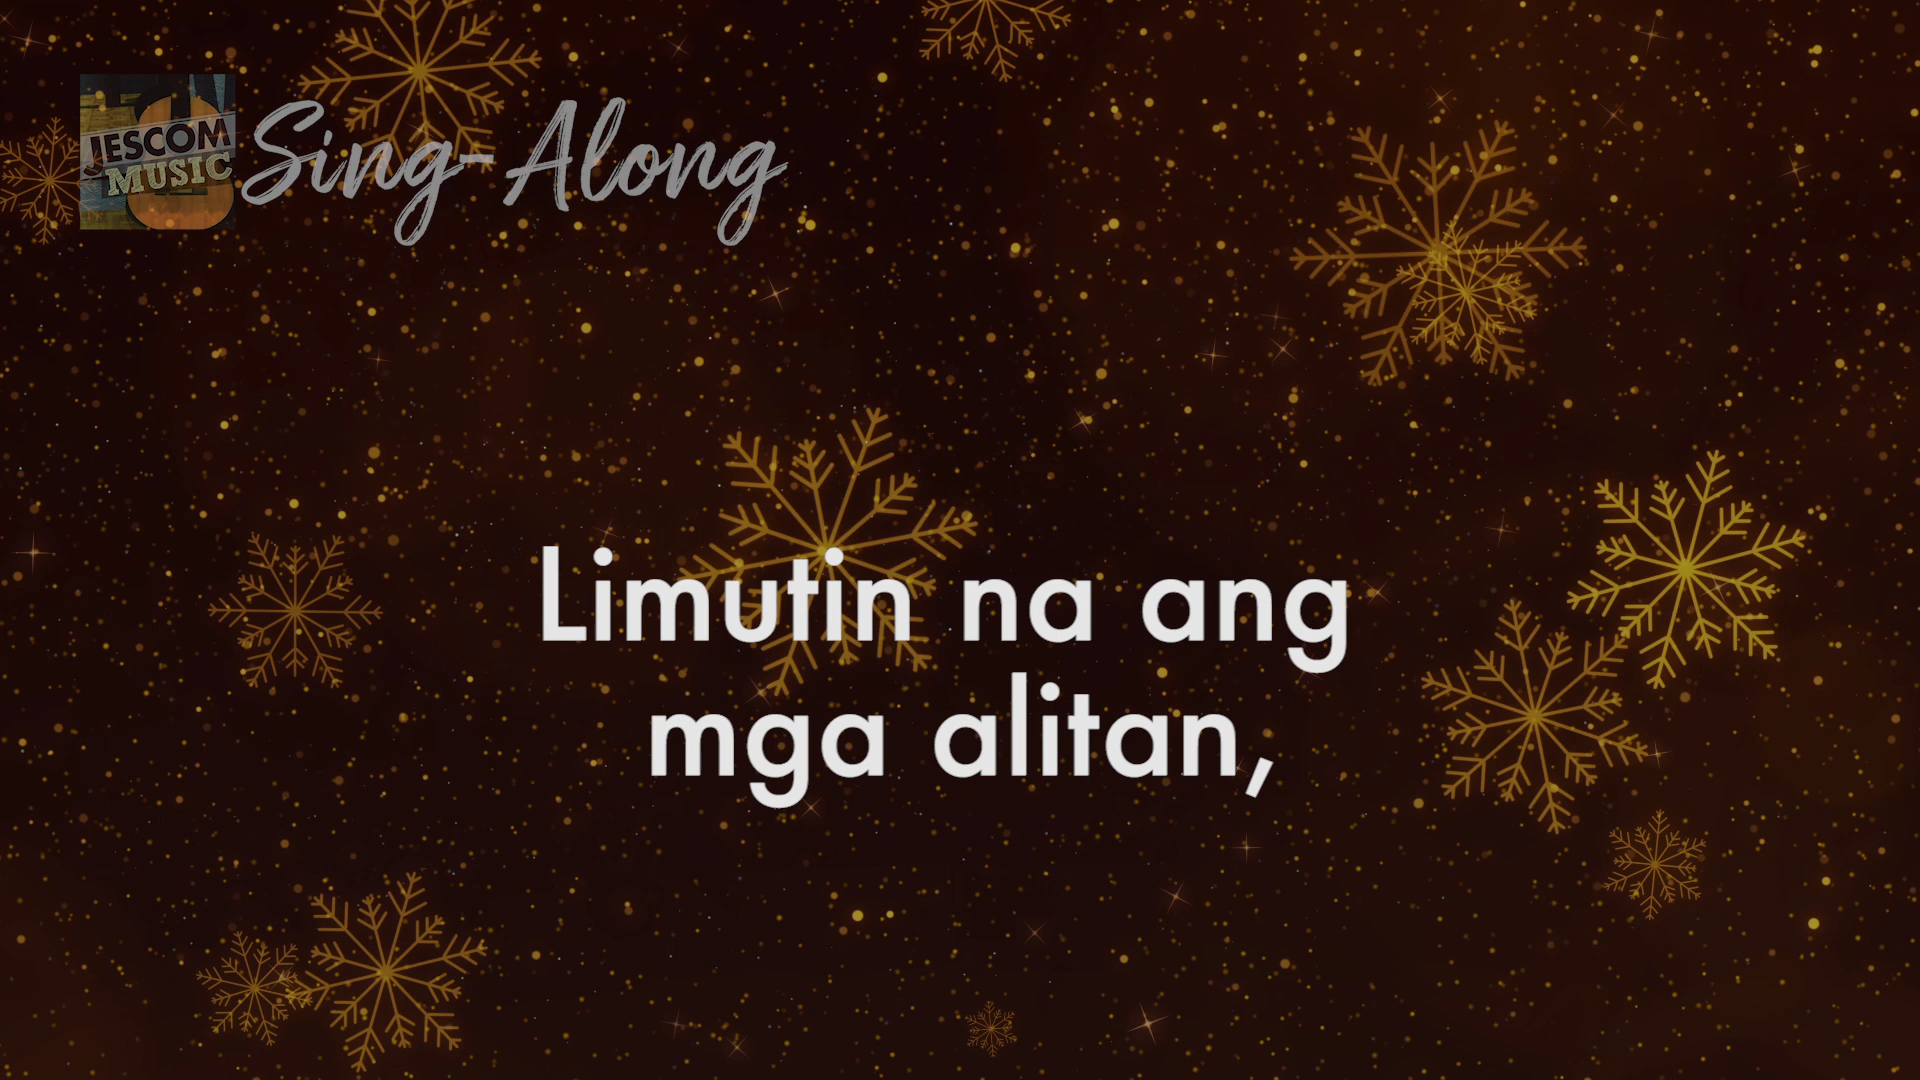 JESCOM
MUSIC
Sing-Along
Limutin na ang
mga alitan,